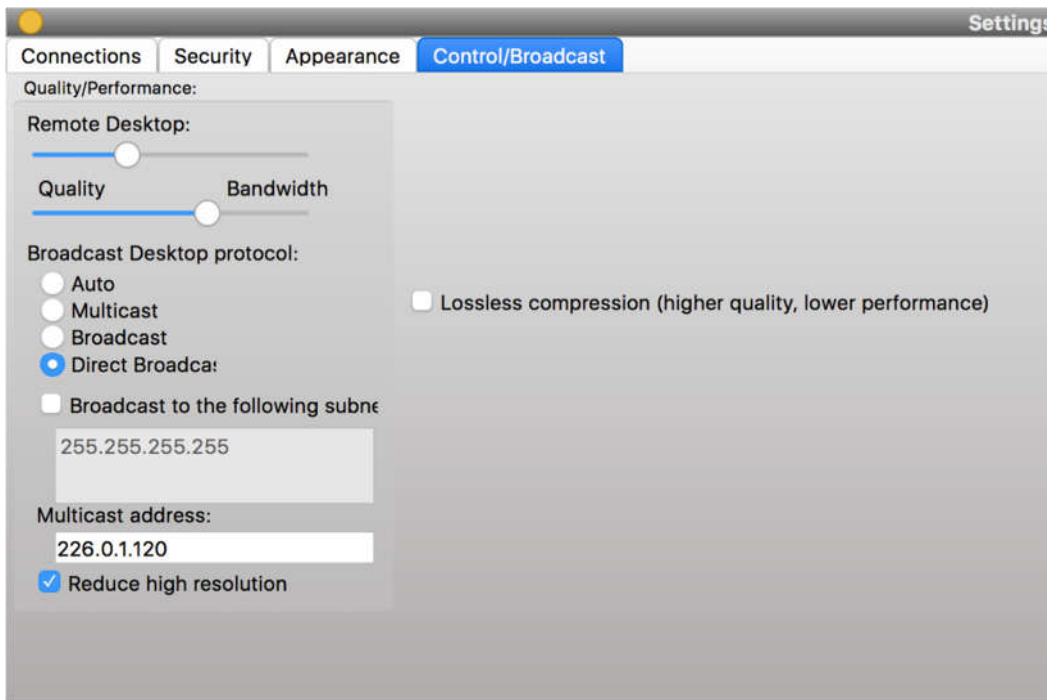 Settings
Connections Security Appearance Control/Broadcast
Quality/Performance:
Remote Desktop:
Quality Bandwidth
Broadcast Desktop protocol:
Auto
Multicast
Broadcast
Direct Broadcas
Lossless compression (higher quality, lower performance)
Broadcast to the following subne
255.255.255.255
Multicast address:
226.0.1.120
Reduce high resolution